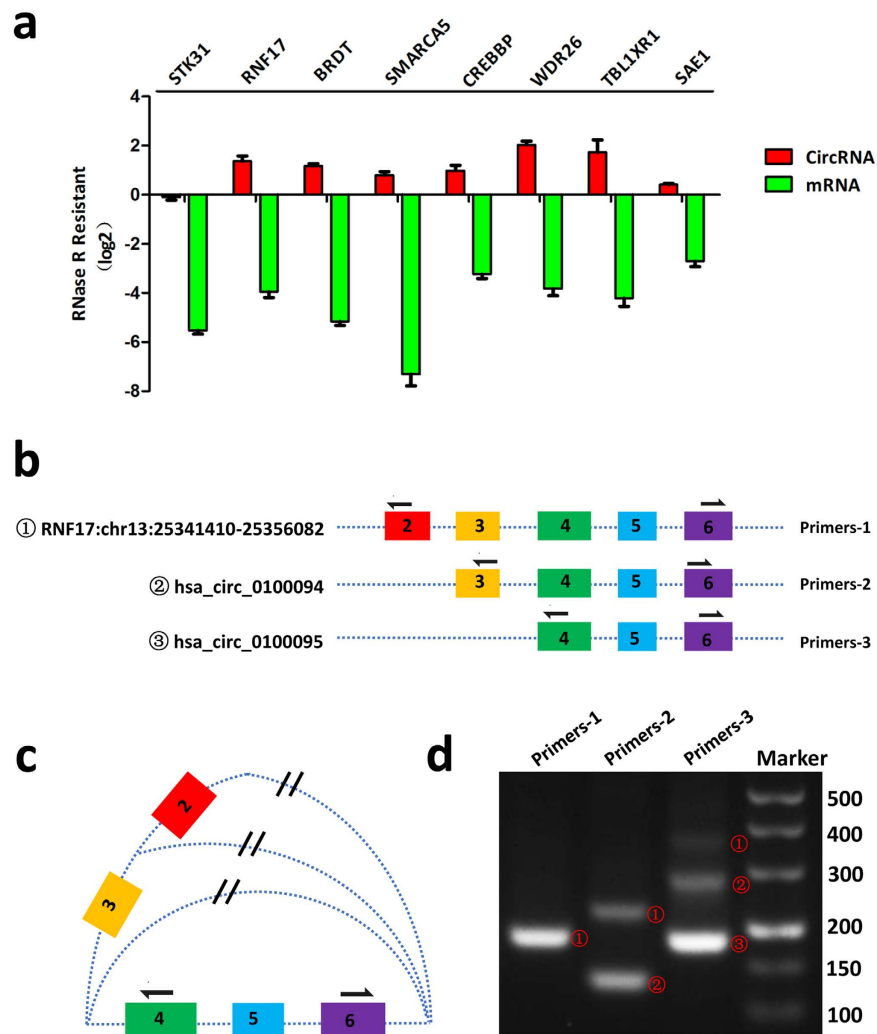 a
STK31 RNF17 BRDT SMARCA5 CREBBP WDR26 TBL1XR1 SAE1
RNase R Resistant
(log2)
4
2
0
-2
-4
-6
-8
CircRNA
mRNA
b
① RNF17:chr13:25341410-25356082 2 3 4 5 6 Primers-1
② hsa_circ_0100094 3 4 5 6 Primers-2
③ hsa_circ_0100095 4 5 6 Primers-3
c
2
3
4 5 6
d
Primers-1 Primers-2 Primers-3 Marker
500
① 400
② 300
① ① ③ 200
② 150
100